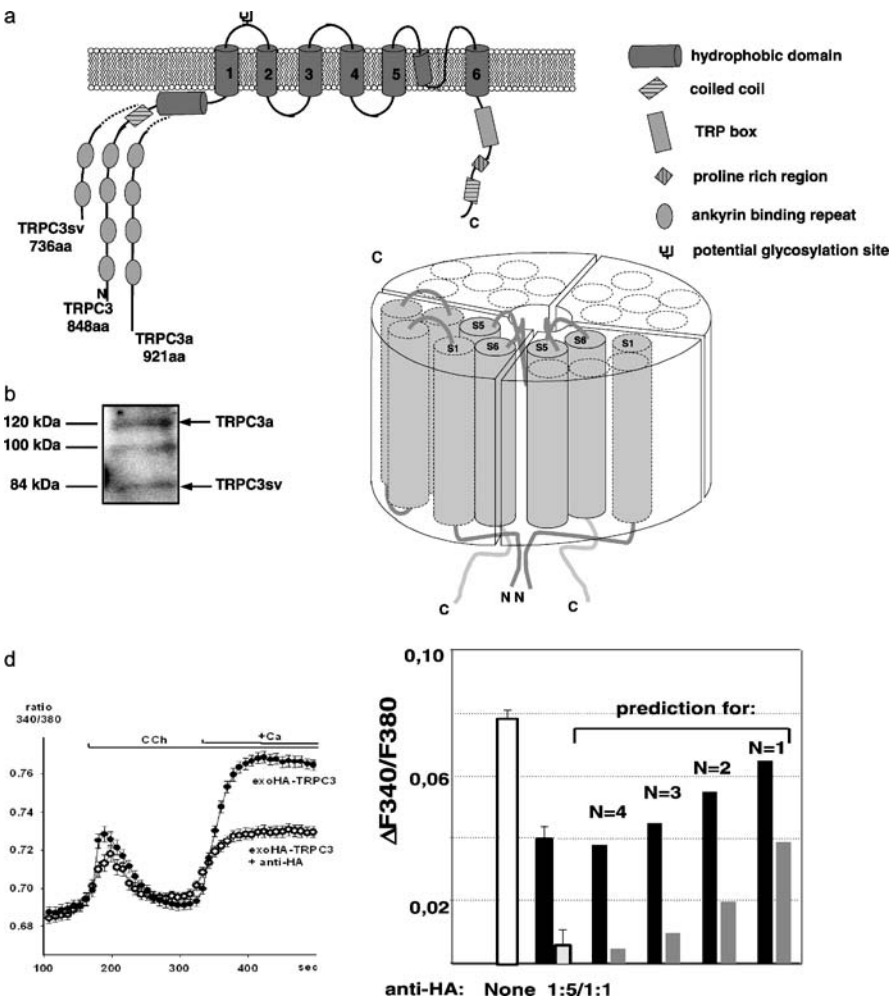 a
1 2 3 4 5 6
hydrophobic domain
coiled coil
TRP box
proline rich region
ankyrin binding repeat
potential glycosylation site
TRPC3sv
736aa
N
TRPC3
848aa
TRPC3a
921aa
C
C
S1 S5 S6 S5 S6 S1
N N
C C
b
120 kDa
100 kDa
84 kDa
TRPC3a
TRPC3sv
d
ratio
340/380
0.76
0.72
0.70
0.68
100 200 300 400 sec
CCh
+Ca
exoHA-TRPC3
exoHA-TRPC3
+ anti-HA
ΔF340/F380
0,10
0,06
0,02
prediction for:
N=4
N=3
N=2
N=1
anti-HA: None 1:5/1:1